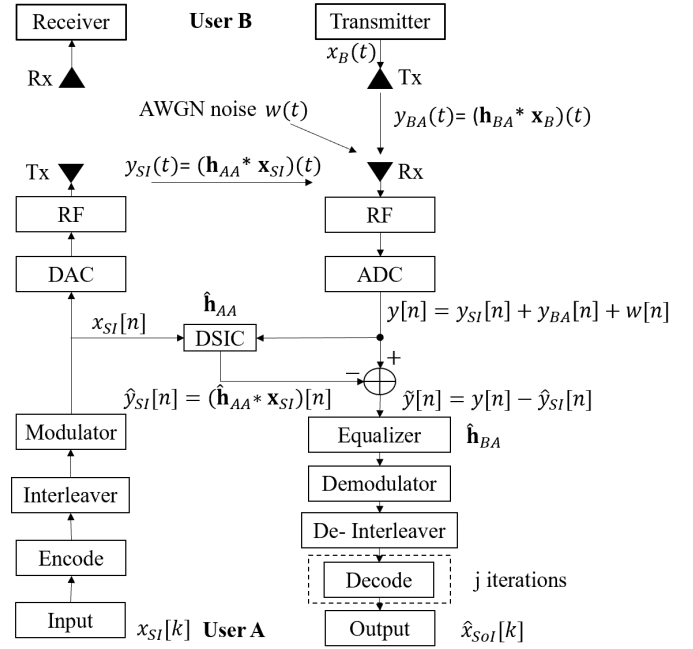 Receiver
User B
Transmitter
x_B(t)
Rx
Tx
AWGN noise w(t)
y_BA(t)= (h_BA* x_B)(t)
Tx
y_SI(t)= (h_AA* x_SI)(t)
Rx
RF
RF
DAC
ADC
ĥ_AA
x_SI[n]
DSIC
y[n] = y_SI[n] + y_BA[n] + w[n]
+
−
ŷ_SI[n] = (ĥ_AA* x_SI)[n]
ỹ[n] = y[n] − ŷ_SI[n]
Modulator
Equalizer
ĥ_BA
Interleaver
Demodulator
De- Interleaver
Encode
Decode
j iterations
Input
x_SI[k]
User A
Output
x̂_SoI[k]